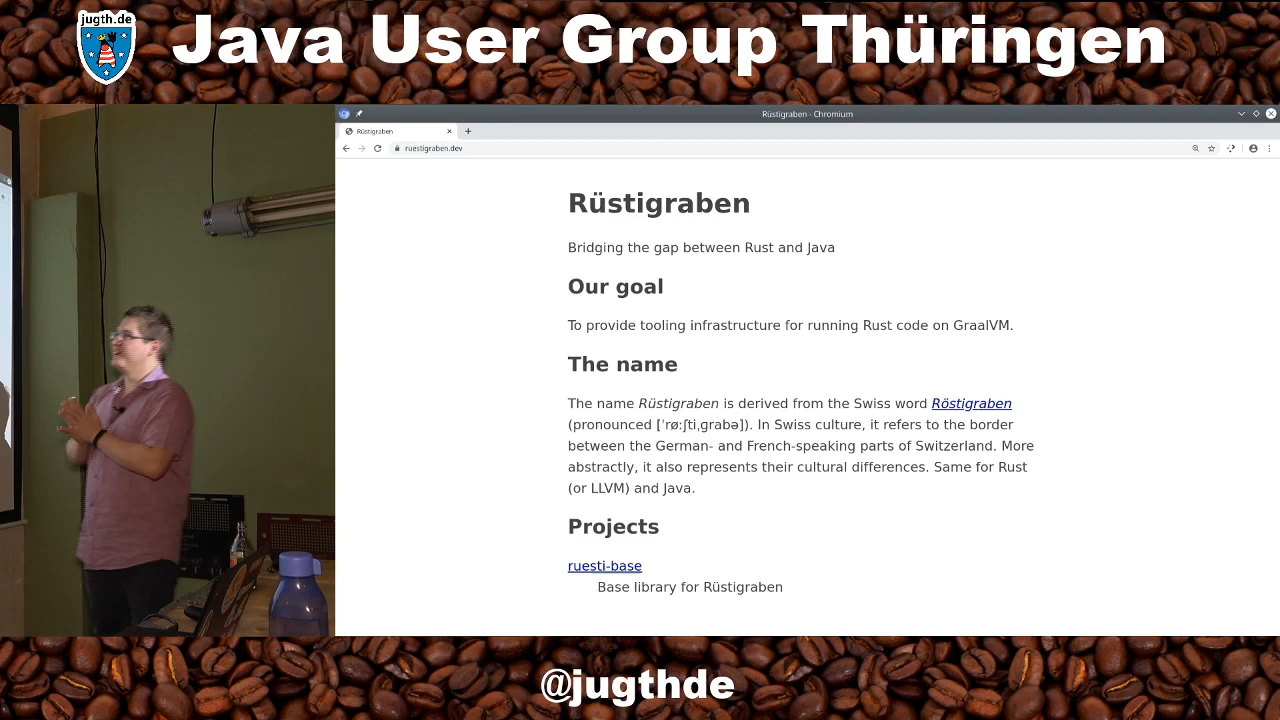 jugth.de
Java User Group Thüringen
Rüstigraben - Chromium
Rüstigraben
ruestigraben.dev
Rüstigraben
Bridging the gap between Rust and Java
Our goal
To provide tooling infrastructure for running Rust code on GraalVM.
The name
The name Rüstigraben is derived from the Swiss word Röstigraben
(pronounced [ˈrøːʃtiˌɡrabə]). In Swiss culture, it refers to the border
between the German- and French-speaking parts of Switzerland. More
abstractly, it also represents their cultural differences. Same for Rust
(or LLVM) and Java.
Projects
ruesti-base
Base library for Rüstigraben
@jugthde